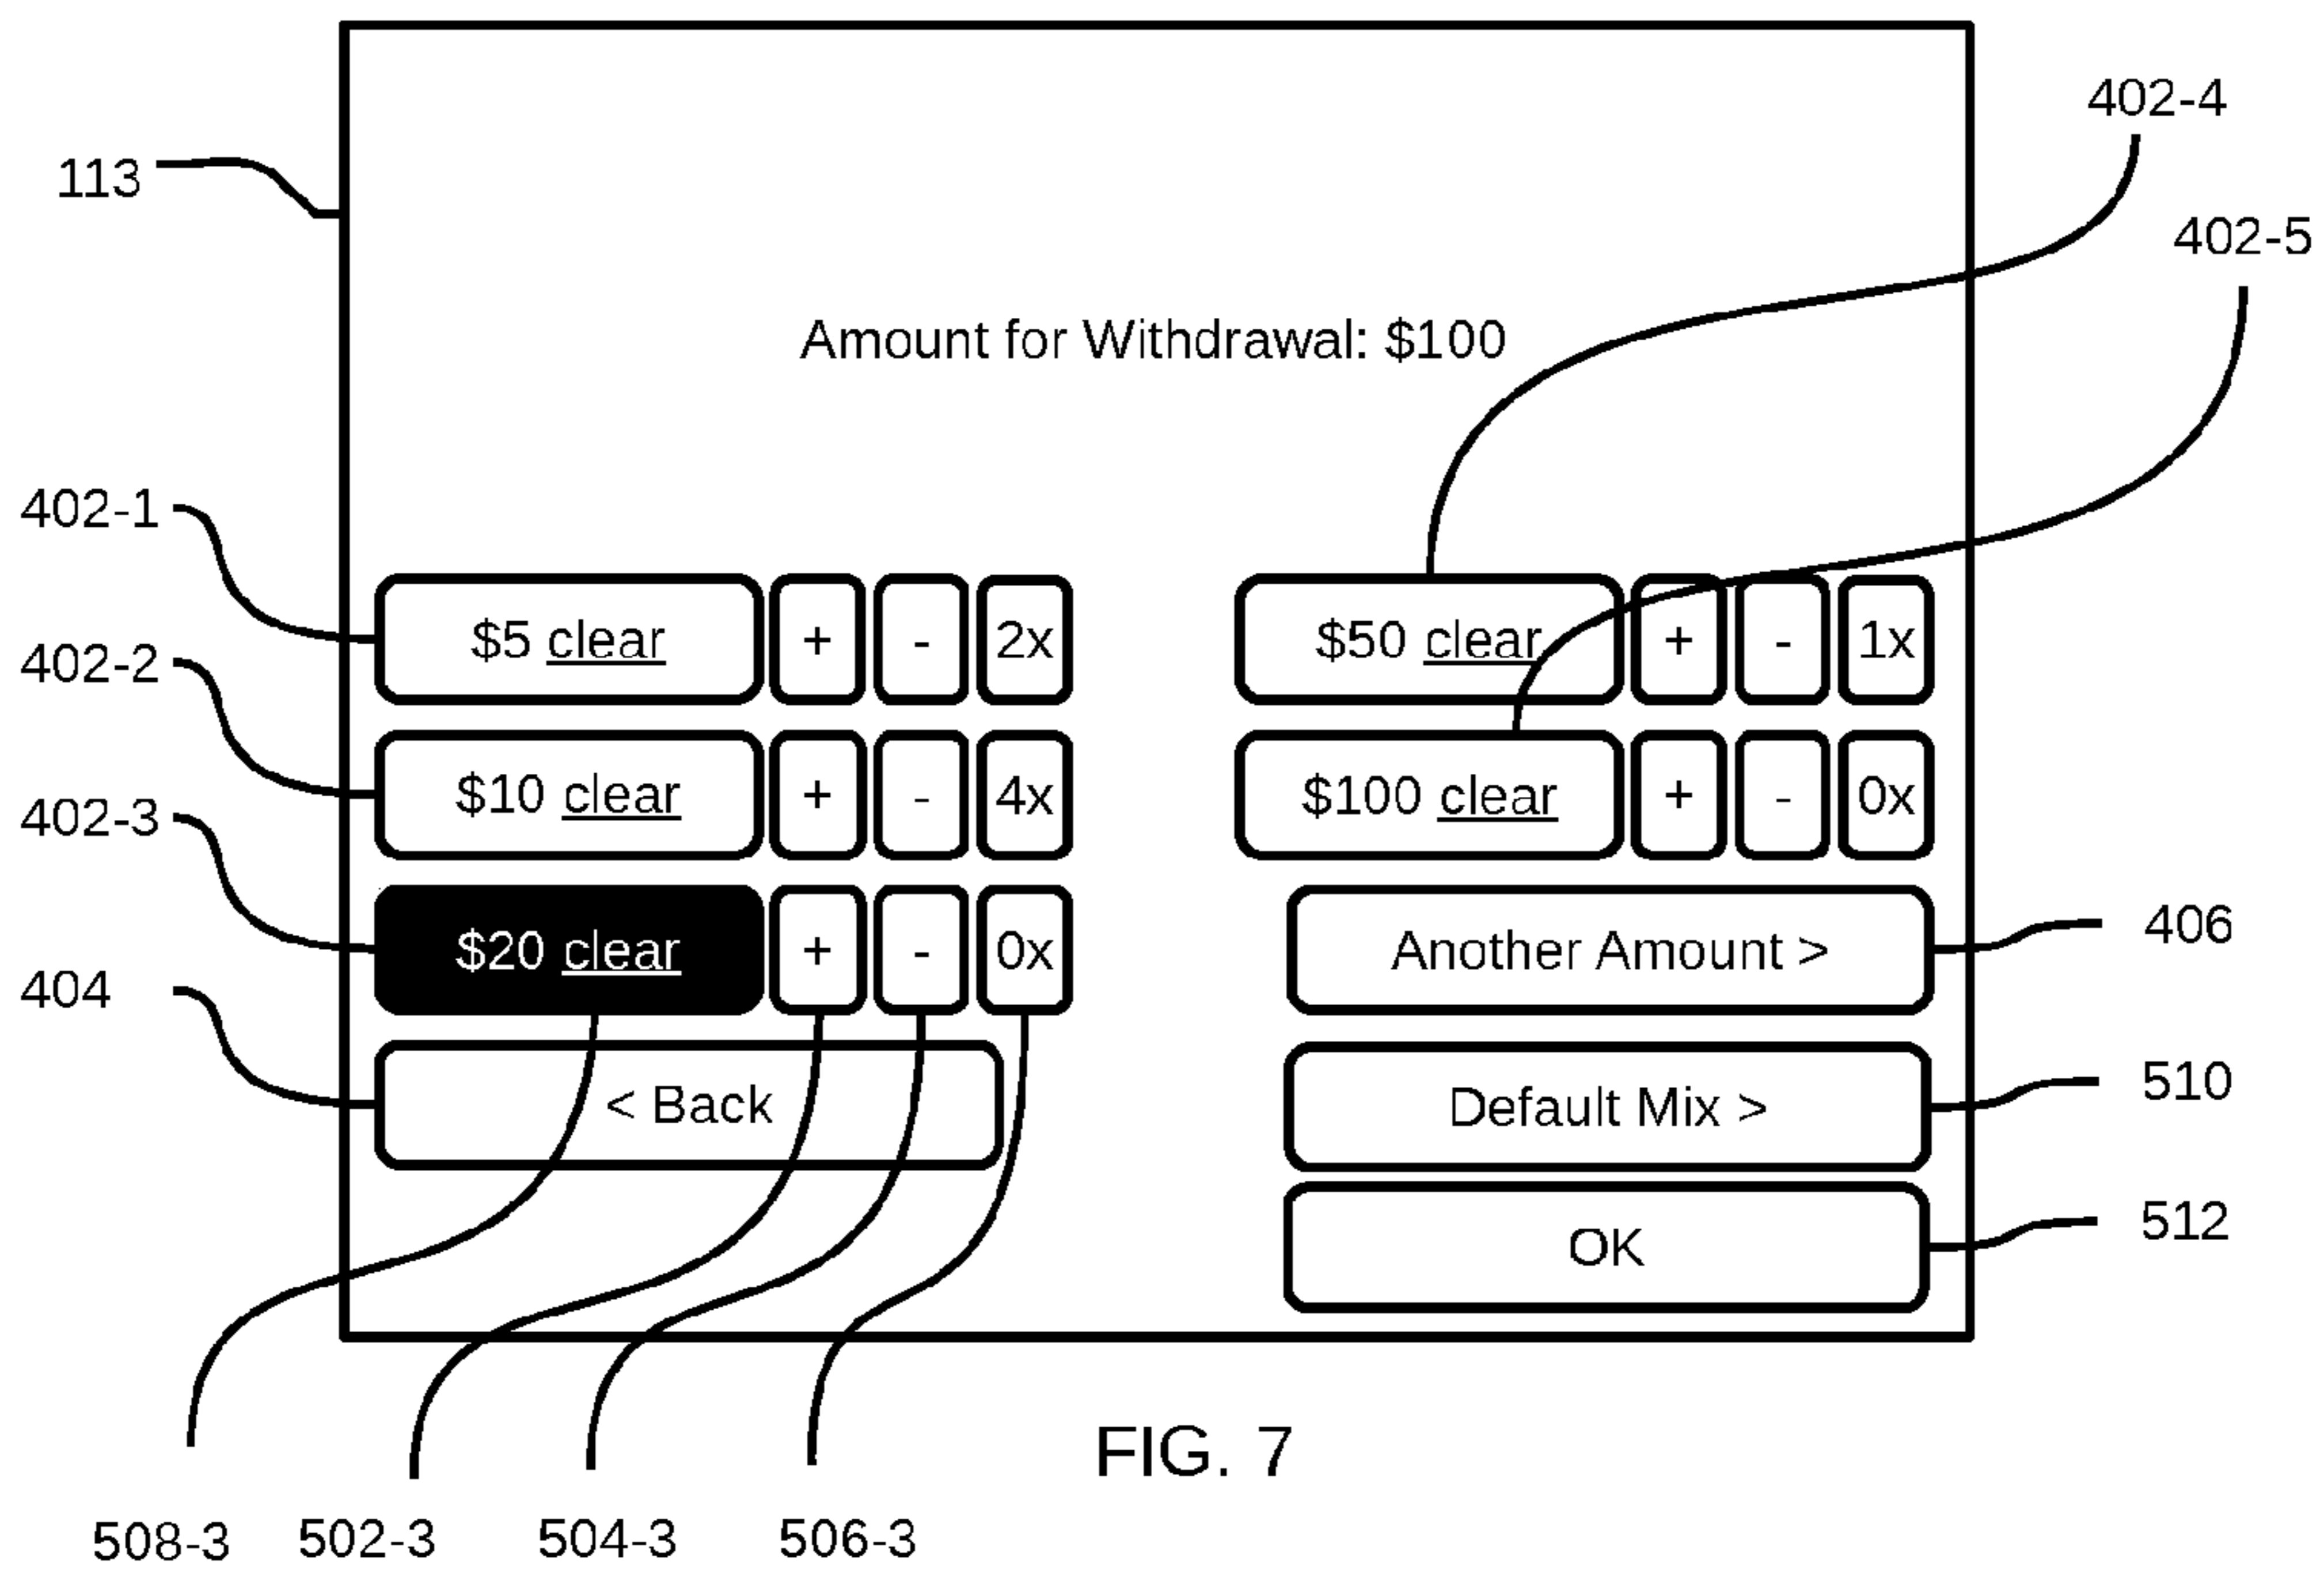 402-4
113
402-5
Amount for Withdrawal: $100
402-1
$5 clear + - 2x
$50 clear + - 1x
402-2
$10 clear + - 4x
$100 clear + - 0x
402-3
$20 clear + - 0x
Another Amount >
406
404
< Back
Default Mix >
510
OK
512
FIG. 7
508-3
502-3
504-3
506-3